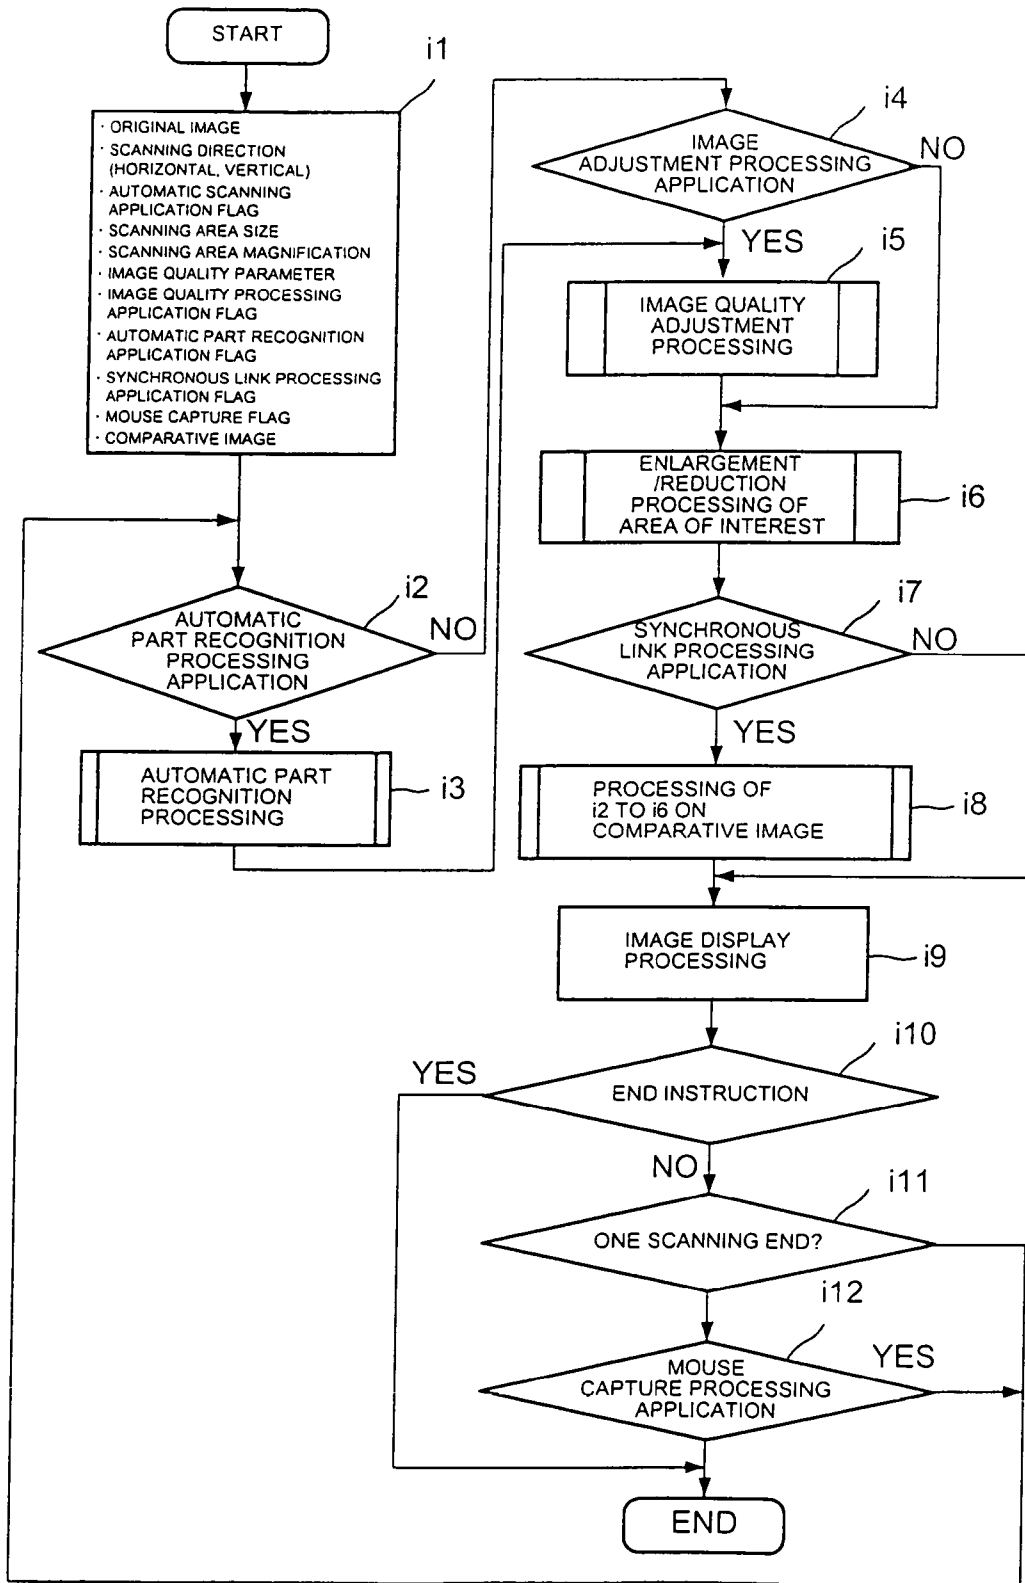 START
i1
· ORIGINAL IMAGE
· SCANNING DIRECTION
(HORIZONTAL, VERTICAL)
· AUTOMATIC SCANNING
APPLICATION FLAG
· SCANNING AREA SIZE
· SCANNING AREA MAGNIFICATION
· IMAGE QUALITY PARAMETER
· IMAGE QUALITY PROCESSING
APPLICATION FLAG
· AUTOMATIC PART RECOGNITION
APPLICATION FLAG
· SYNCHRONOUS LINK PROCESSING
APPLICATION FLAG
· MOUSE CAPTURE FLAG
· COMPARATIVE IMAGE
i2
AUTOMATIC
PART RECOGNITION
PROCESSING
APPLICATION
NO
YES
AUTOMATIC PART
RECOGNITION
PROCESSING
i3
i4
IMAGE
ADJUSTMENT PROCESSING
APPLICATION
NO
YES
i5
IMAGE QUALITY
ADJUSTMENT
PROCESSING
ENLARGEMENT
/REDUCTION
PROCESSING OF
AREA OF INTEREST
i6
i7
SYNCHRONOUS
LINK PROCESSING
APPLICATION
NO
YES
PROCESSING OF
i2 TO i6 ON
COMPARATIVE IMAGE
i8
IMAGE DISPLAY
PROCESSING
i9
i10
YES
END INSTRUCTION
NO
i11
ONE SCANNING END?
i12
MOUSE
CAPTURE PROCESSING
APPLICATION
YES
END